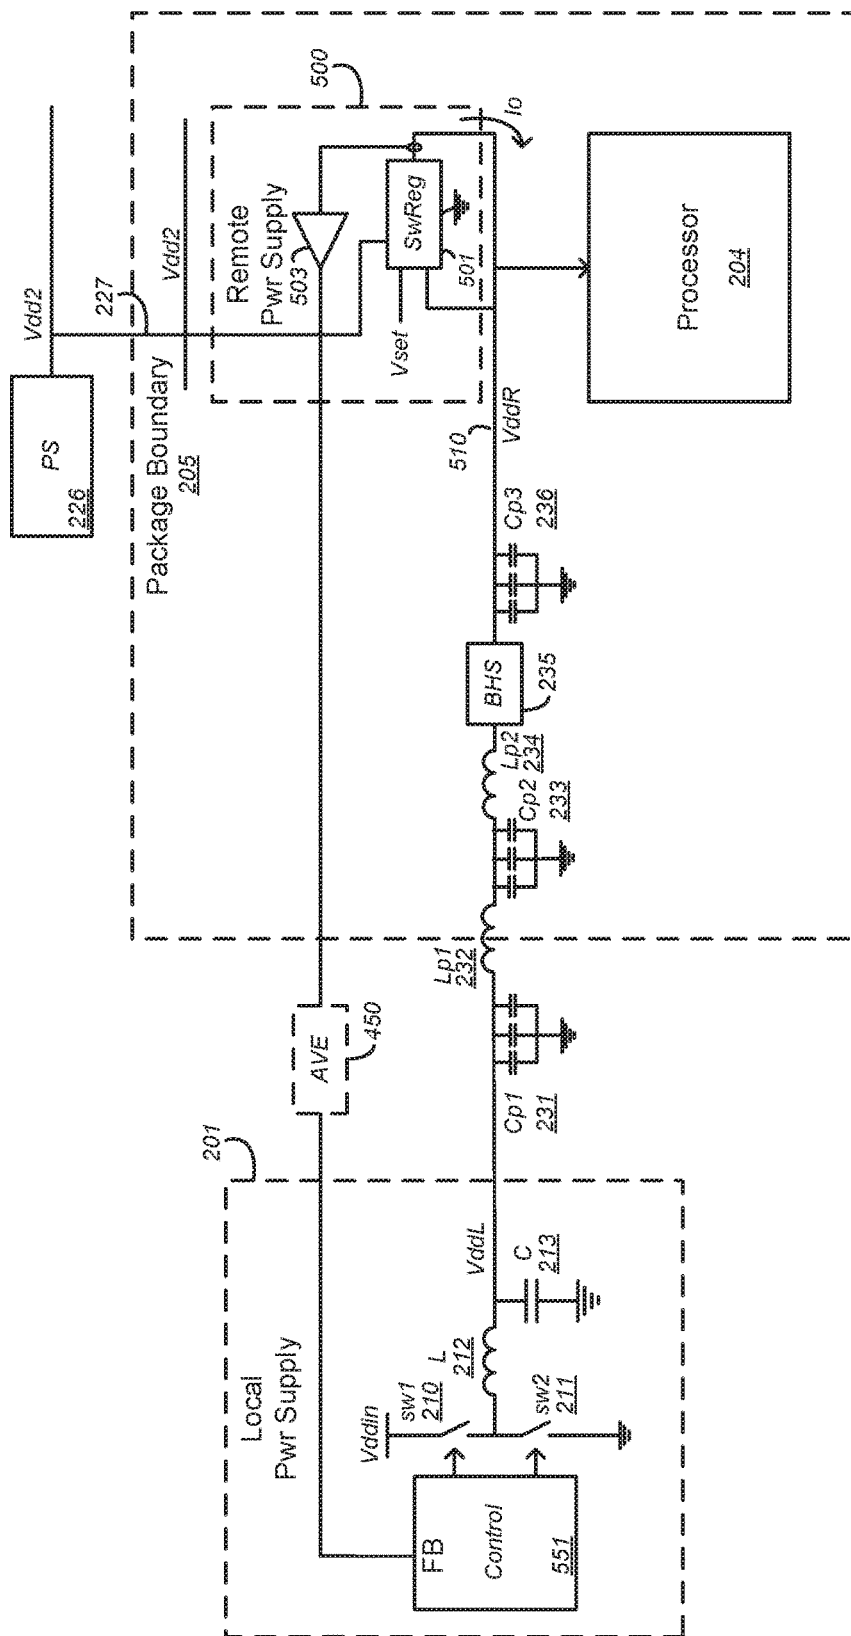 Local
Pwr Supply
201
FB
Control
551
Vddin
sw1
210
sw2
211
L
212
VddL
C
213
AVE
450
Cp1
231
Lp1
232
Cp2
233
Lp2
234
BHS
235
Cp3
236
510
VddR
PS
226
Vdd2
227
Package Boundary
205
Vdd2
Remote
Pwr Supply
500
503
Vset
SwReg
501
Io
Processor
204